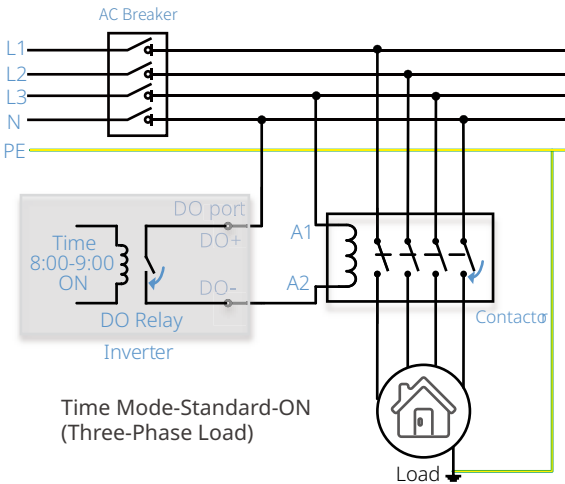 AC Breaker
L1
L2
L3
N
PE
DO port
DO+
A1
Time
8:00-9:00
ON
A2
DO-
DO Relay
Contactor
Inverter
Time Mode-Standard-ON
(Three-Phase Load)
Load